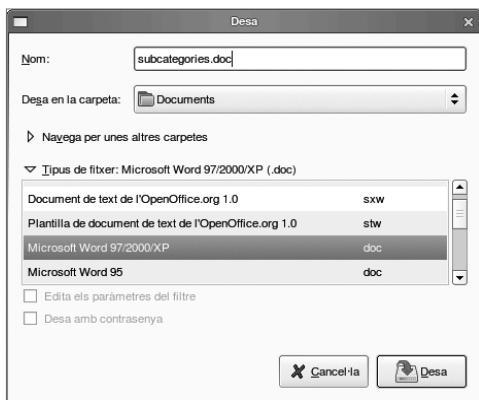 Desa
Nom: subcategories.doc
Desa en la carpeta: Documents
Navega per unes altres carpetes
Tipus de fitxer: Microsoft Word 97/2000/XP (.doc)
Document de text de l'OpenOffice.org 1.0 sxw
Plantilla de document de text de l'OpenOffice.org 1.0 stw
Microsoft Word 97/2000/XP doc
Microsoft Word 95 doc
Edita els paràmetres del filtre
Desa amb contrasenya
Cancel·la Desa